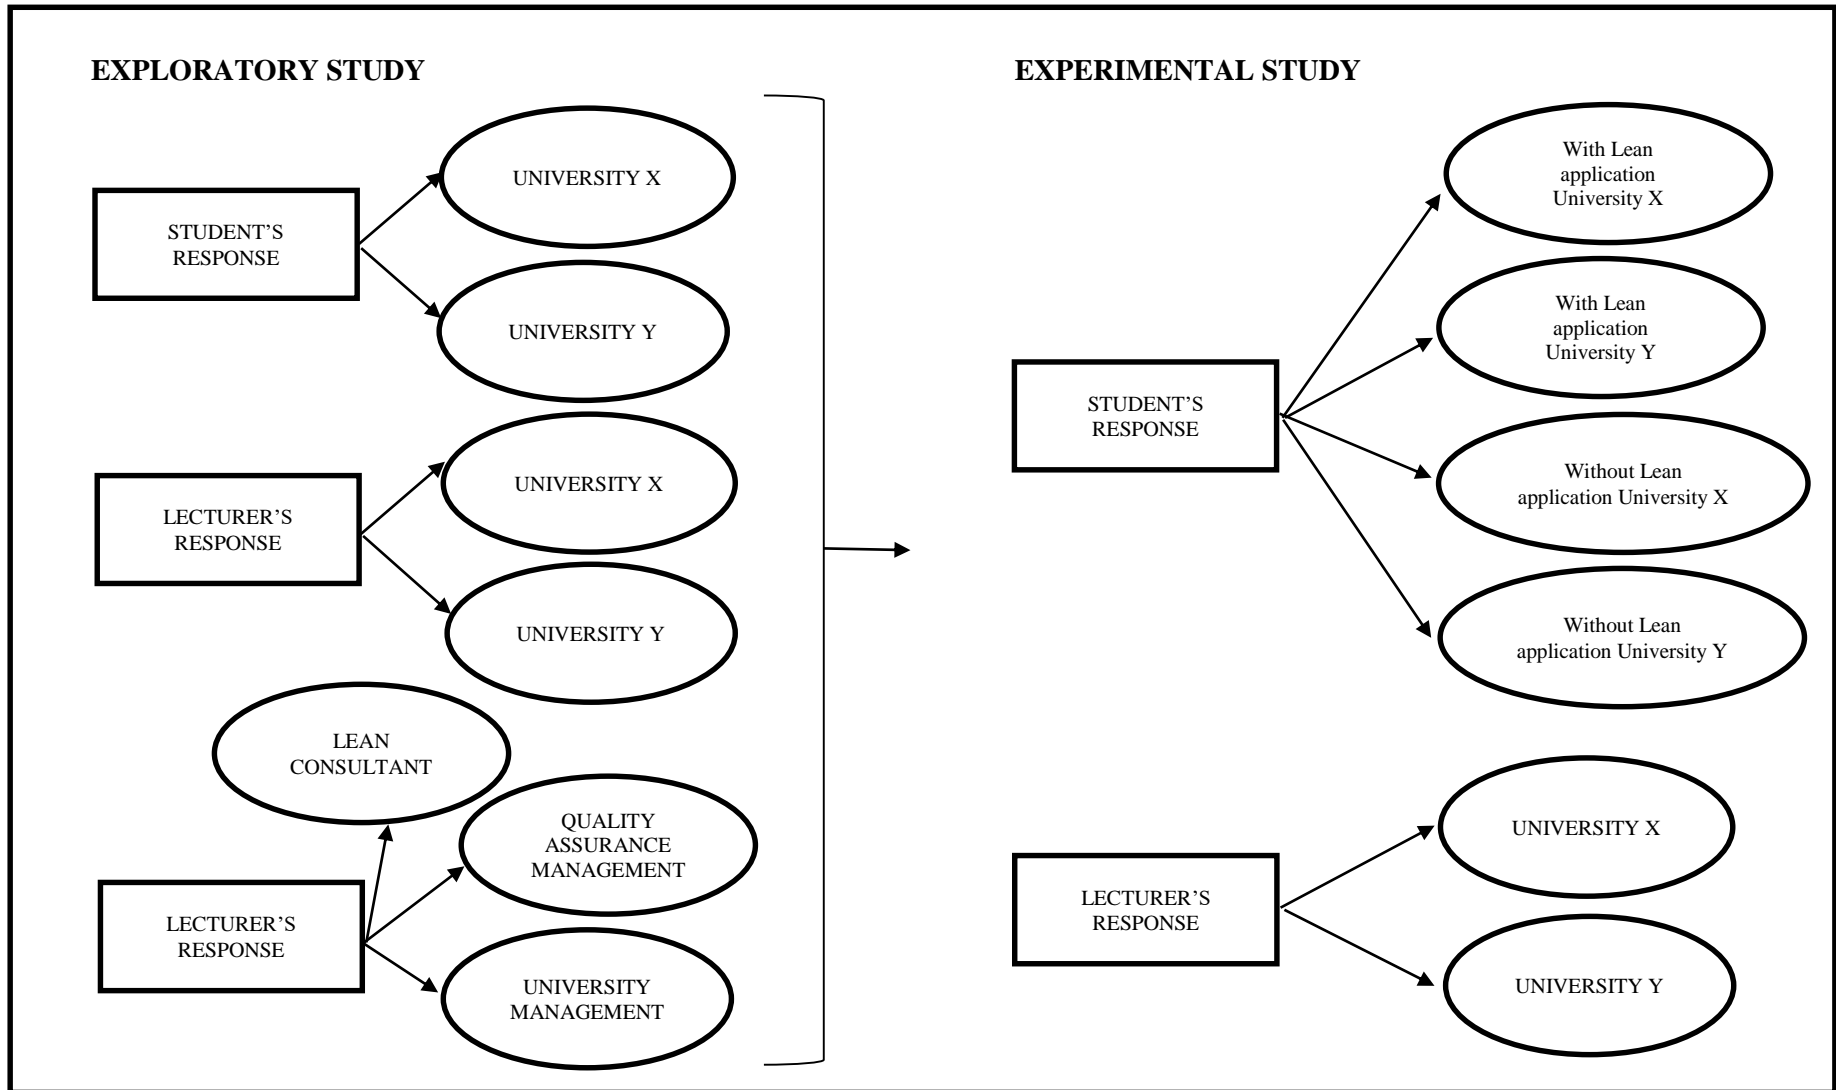 EXPLORATORY STUDY
UNIVERSITY X
STUDENT’S
RESPONSE
UNIVERSITY Y
UNIVERSITY X
LECTURER’S
RESPONSE
UNIVERSITY Y
LEAN
CONSULTANT
QUALITY
ASSURANCE
MANAGEMENT
LECTURER’S
RESPONSE
UNIVERSITY
MANAGEMENT
EXPERIMENTAL STUDY
With Lean
application
University X
With Lean
application
University Y
STUDENT’S
RESPONSE
Without Lean
application University X
Without Lean
application University Y
UNIVERSITY X
LECTURER’S
RESPONSE
UNIVERSITY Y